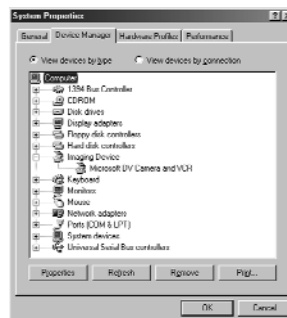 System Properties
General Device Manager Hardware Profiles Performance
View devices by type View devices by connection
Computer
1394 Bus Controller
CDROM
Disk drives
Display adapters
Floppy disk controllers
Hard disk controllers
Imaging Device
Microsoft DV Camera and VCR
Keyboard
Monitors
Mouse
Network adapters
Ports (COM & LPT)
System devices
Universal Serial Bus controllers
Properties Refresh Remove Print...
OK Cancel